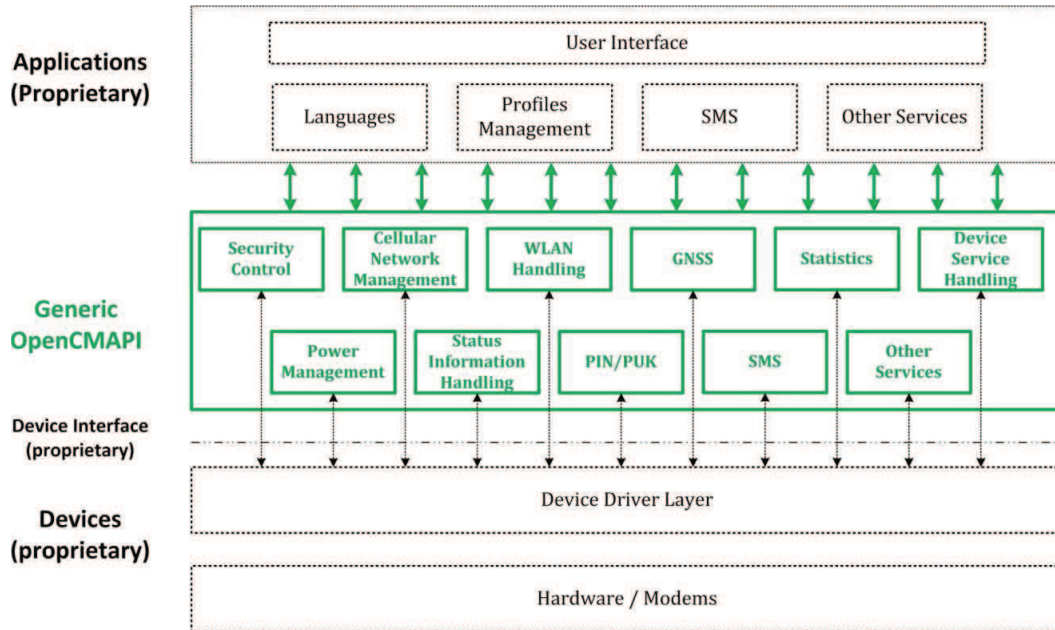 Applications
(Proprietary)
User Interface
Languages
Profiles
Management
SMS
Other Services
Generic
OpenCMAPI
Security
Control
Cellular
Network
Management
WLAN
Handling
GNSS
Statistics
Device
Service
Handling
Power
Management
Status
Information
Handling
PIN/PUK
SMS
Other
Services
Device Interface
(proprietary)
Devices
(proprietary)
Device Driver Layer
Hardware / Modems